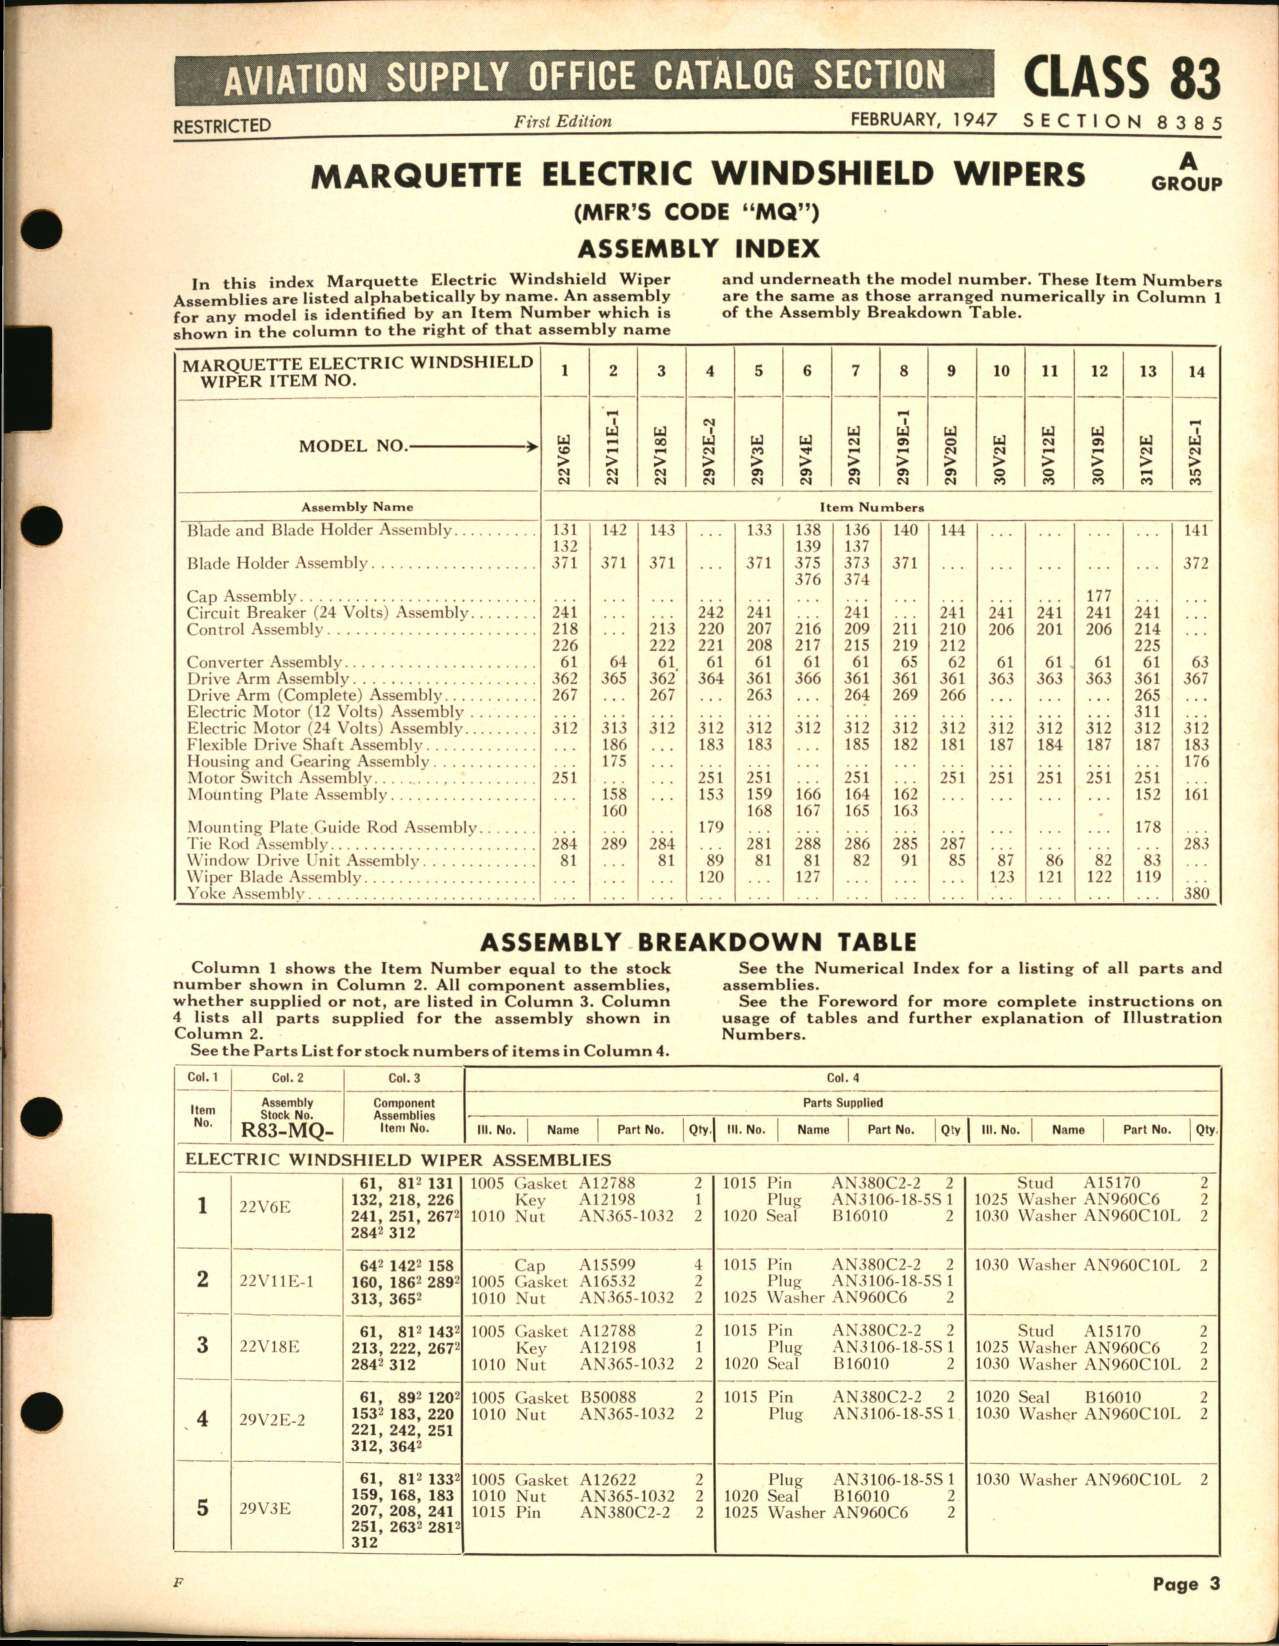 AVIATION SUPPLY OFFICE CATALOG SECTION CLASS 83
RESTRICTED First Edition FEBRUARY, 1947 SECTION 8385
MARQUETTE ELECTRIC WINDSHIELD WIPERS A
GROUP
(MFR'S CODE "MQ")
ASSEMBLY INDEX
In this index Marquette Electric Windshield Wiper
Assemblies are listed alphabetically by name. An assembly
for any model is identified by an Item Number which is
shown in the column to the right of that assembly name
and underneath the model number. These Item Numbers
are the same as those arranged numerically in Column 1
of the Assembly Breakdown Table.
MARQUETTE ELECTRIC WINDSHIELD
WIPER ITEM NO. 1 2 3 4 5 6 7 8 9 10 11 12 13 14
MODEL NO. 22V6E 22V11E-1 22V18E 29V2E-2 29V3E 29V4E 29V12E 29V19E-1 29V20E 30V2E 30V12E 30V19E 31V2E 35V2E-1
Assembly Name Item Numbers
Blade and Blade Holder Assembly.......... 131 142 143 ... 133 138 136 140 144 ... ... ... ... 141
132 139 137
Blade Holder Assembly.................. 371 371 371 ... 371 375 373 371 ... ... ... ... ... 372
376 374
Cap Assembly.......................... ... ... ... ... ... ... ... ... ... ... ... 177 ... ...
Circuit Breaker (24 Volts) Assembly........ 241 ... ... 242 241 ... 241 ... 241 241 241 241 241 ...
Control Assembly....................... 218 ... 213 220 207 216 209 211 210 206 201 206 214 ...
226 222 221 208 217 215 219 212 225
Converter Assembly..................... 61 64 61 61 61 61 61 65 62 61 61 61 61 63
Drive Arm Assembly.................... 362 365 362 364 361 366 361 361 361 363 363 363 361 367
Drive Arm (Complete) Assembly.......... 267 ... 267 ... 263 ... 264 269 266 ... ... ... 265 ...
Electric Motor (12 Volts) Assembly ........ ... ... ... ... ... ... ... ... ... ... ... ... 311 ...
Electric Motor (24 Volts) Assembly........ 312 313 312 312 312 312 312 312 312 312 312 312 312 312
Flexible Drive Shaft Assembly............ ... 186 ... 183 183 ... 185 182 181 187 184 187 187 183
Housing and Gearing Assembly............ ... 175 ... ... ... ... ... ... ... ... ... ... ... 176
Motor Switch Assembly.................. 251 ... ... 251 251 ... 251 ... 251 251 251 251 251 ...
Mounting Plate Assembly................ ... 158 ... 153 159 166 164 162 ... ... ... ... 152 161
160 168 167 165 163
Mounting Plate Guide Rod Assembly....... ... ... ... 179 ... ... ... ... ... ... ... ... 178 ...
Tie Rod Assembly....................... 284 289 284 ... 281 288 286 285 287 ... ... ... ... 283
Window Drive Unit Assembly............. 81 ... 81 89 81 81 82 91 85 87 86 82 83 ...
Wiper Blade Assembly................... ... ... ... 120 ... 127 ... ... ... 123 121 122 119 ...
Yoke Assembly......................... ... ... ... ... ... ... ... ... ... ... ... ... ... 380
ASSEMBLY BREAKDOWN TABLE
Column 1 shows the Item Number equal to the stock
number shown in Column 2. All component assemblies,
whether supplied or not, are listed in Column 3. Column
4 lists all parts supplied for the assembly shown in
Column 2.
See the Parts List for stock numbers of items in Column 4.
See the Numerical Index for a listing of all parts and
assemblies.
See the Foreword for more complete instructions on
usage of tables and further explanation of Illustration
Numbers.
Col. 1 Col. 2 Col. 3 Col. 4
Item No. Assembly Stock No. R83-MQ- Component Assemblies Item No. Parts Supplied
Ill. No. Name Part No. Qty. Ill. No. Name Part No. Qty Ill. No. Name Part No. Qty.
ELECTRIC WINDSHIELD WIPER ASSEMBLIES
61, 81² 131 1005 Gasket A12788 2 1015 Pin AN380C2-2 2 Stud A15170 2
1 22V6E 132, 218, 226 Key A12198 1 Plug AN3106-18-5S 1 1025 Washer AN960C6 2
241, 251, 267² 1010 Nut AN365-1032 2 1020 Seal B16010 2 1030 Washer AN960C10L 2
284² 312
64² 142² 158 Cap A15599 4 1015 Pin AN380C2-2 2 1030 Washer AN960C10L 2
2 22V11E-1 160, 186² 289² 1005 Gasket A16532 2 Plug AN3106-18-5S 1
313, 365² 1010 Nut AN365-1032 2 1025 Washer AN960C6 2
61, 81² 143² 1005 Gasket A12788 2 1015 Pin AN380C2-2 2 Stud A15170 2
3 22V18E 213, 222, 267² Key A12198 1 Plug AN3106-18-5S 1 1025 Washer AN960C6 2
284² 312 1010 Nut AN365-1032 2 1020 Seal B16010 2 1030 Washer AN960C10L 2
61, 89² 120² 1005 Gasket B50088 2 1015 Pin AN380C2-2 2 1020 Seal B16010 2
4 29V2E-2 153² 183, 220 1010 Nut AN365-1032 2 Plug AN3106-18-5S 1 1030 Washer AN960C10L 2
221, 242, 251
312, 364²
61, 81² 133² 1005 Gasket A12622 2 Plug AN3106-18-5S 1 1030 Washer AN960C10L 2
159, 168, 183 1010 Nut AN365-1032 2 1020 Seal B16010 2
5 29V3E 207, 208, 241 1015 Pin AN380C2-2 2 1025 Washer AN960C6 2
251, 263² 281²
312
F Page 3